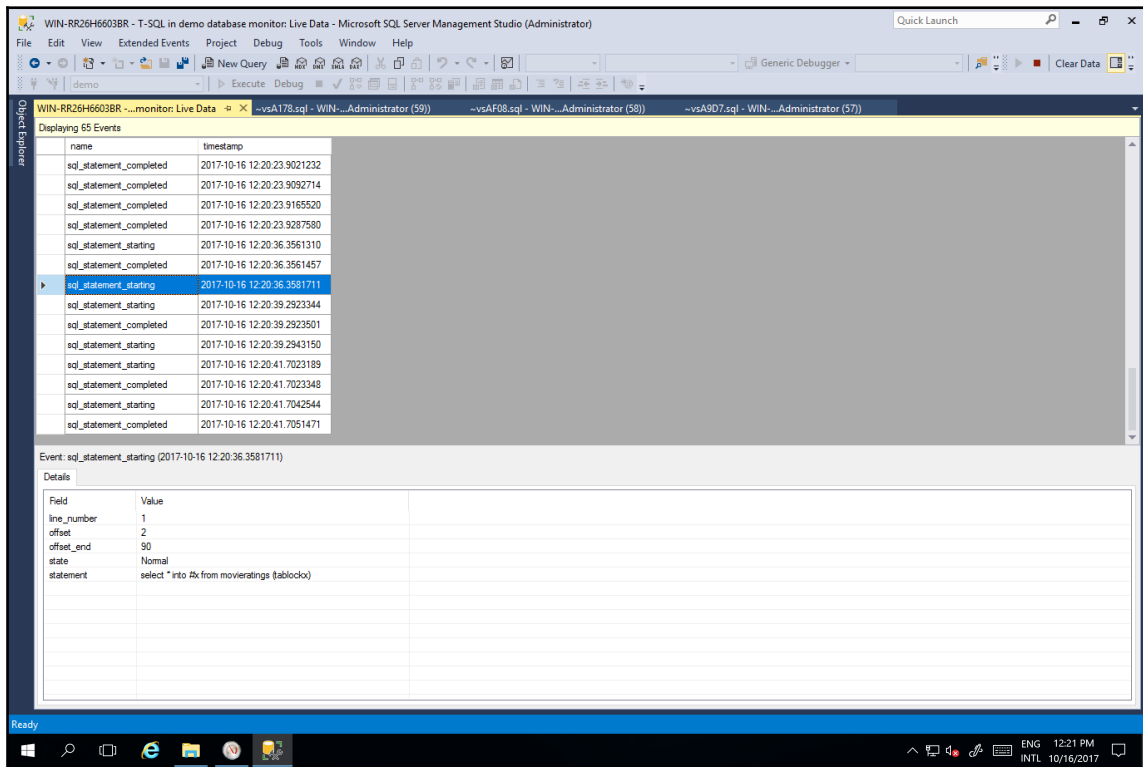 WIN-RR26H6603BR - T-SQL in demo database monitor: Live Data - Microsoft SQL Server Management Studio (Administrator)
Quick Launch
File Edit View Extended Events Project Debug Tools Window Help
New Query MDX DMX XMLA DAX Generic Debugger Clear Data
demo Execute Debug
Object Explorer
WIN-RR26H6603BR -...monitor: Live Data ~vsA178.sql - WIN-...Administrator (59)) ~vsAF08.sql - WIN-...Administrator (58)) ~vsA9D7.sql - WIN-...Administrator (57))
Displaying 65 Events
name timestamp
sql_statement_completed 2017-10-16 12:20:23.9021232
sql_statement_completed 2017-10-16 12:20:23.9092714
sql_statement_completed 2017-10-16 12:20:23.9165520
sql_statement_completed 2017-10-16 12:20:23.9287580
sql_statement_starting 2017-10-16 12:20:36.3561310
sql_statement_completed 2017-10-16 12:20:36.3561457
sql_statement_starting 2017-10-16 12:20:36.3581711
sql_statement_starting 2017-10-16 12:20:39.2923344
sql_statement_completed 2017-10-16 12:20:39.2923501
sql_statement_starting 2017-10-16 12:20:39.2943150
sql_statement_starting 2017-10-16 12:20:41.7023189
sql_statement_completed 2017-10-16 12:20:41.7023348
sql_statement_starting 2017-10-16 12:20:41.7042544
sql_statement_completed 2017-10-16 12:20:41.7051471
Event: sql_statement_starting (2017-10-16 12:20:36.3581711)
Details
Field Value
line_number 1
offset 2
offset_end 90
state Normal
statement select * into #x from movieratings (tablockx)
Ready
ENG 12:21 PM
INTL 10/16/2017